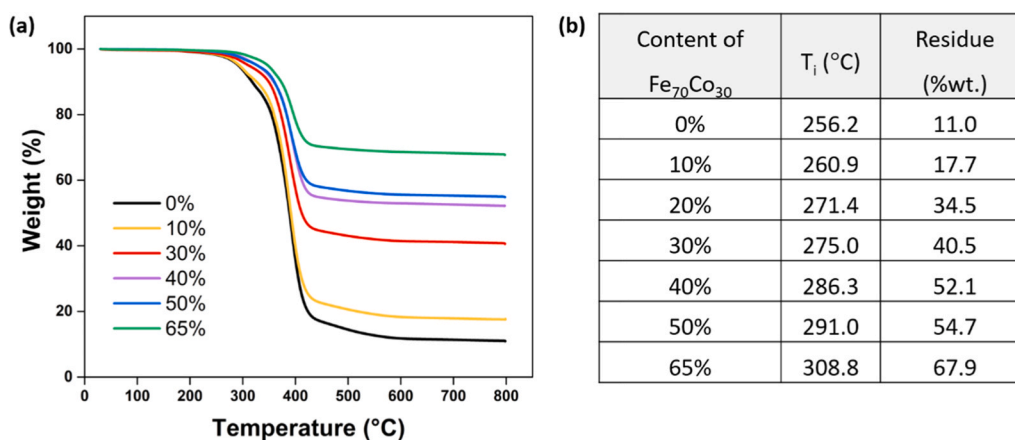 (a)
100
80
60
40
20
0
Weight (%)
0%
10%
30%
40%
50%
65%
0 100 200 300 400 500 600 700 800
Temperature (°C)
(b)
Content of Fe₇₀Co₃₀ Tᵢ (°C) Residue (%wt.)
0% 256.2 11.0
10% 260.9 17.7
20% 271.4 34.5
30% 275.0 40.5
40% 286.3 52.1
50% 291.0 54.7
65% 308.8 67.9